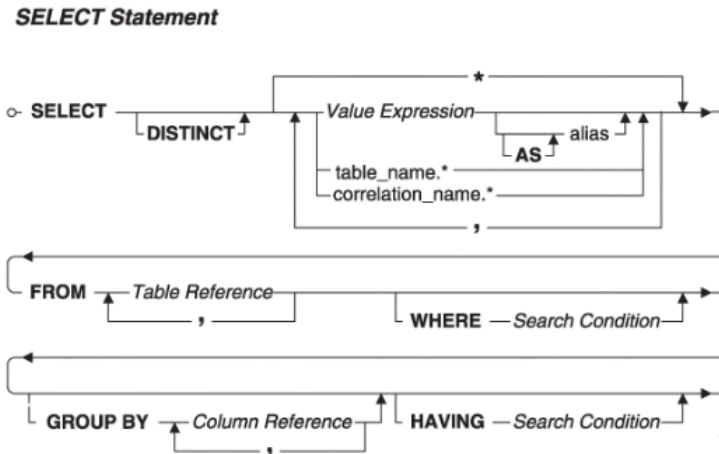 SELECT Statement
*
SELECT Value Expression
DISTINCT alias
AS
table_name.*
correlation_name.*
,
FROM Table Reference
, WHERE Search Condition
GROUP BY Column Reference HAVING Search Condition
,